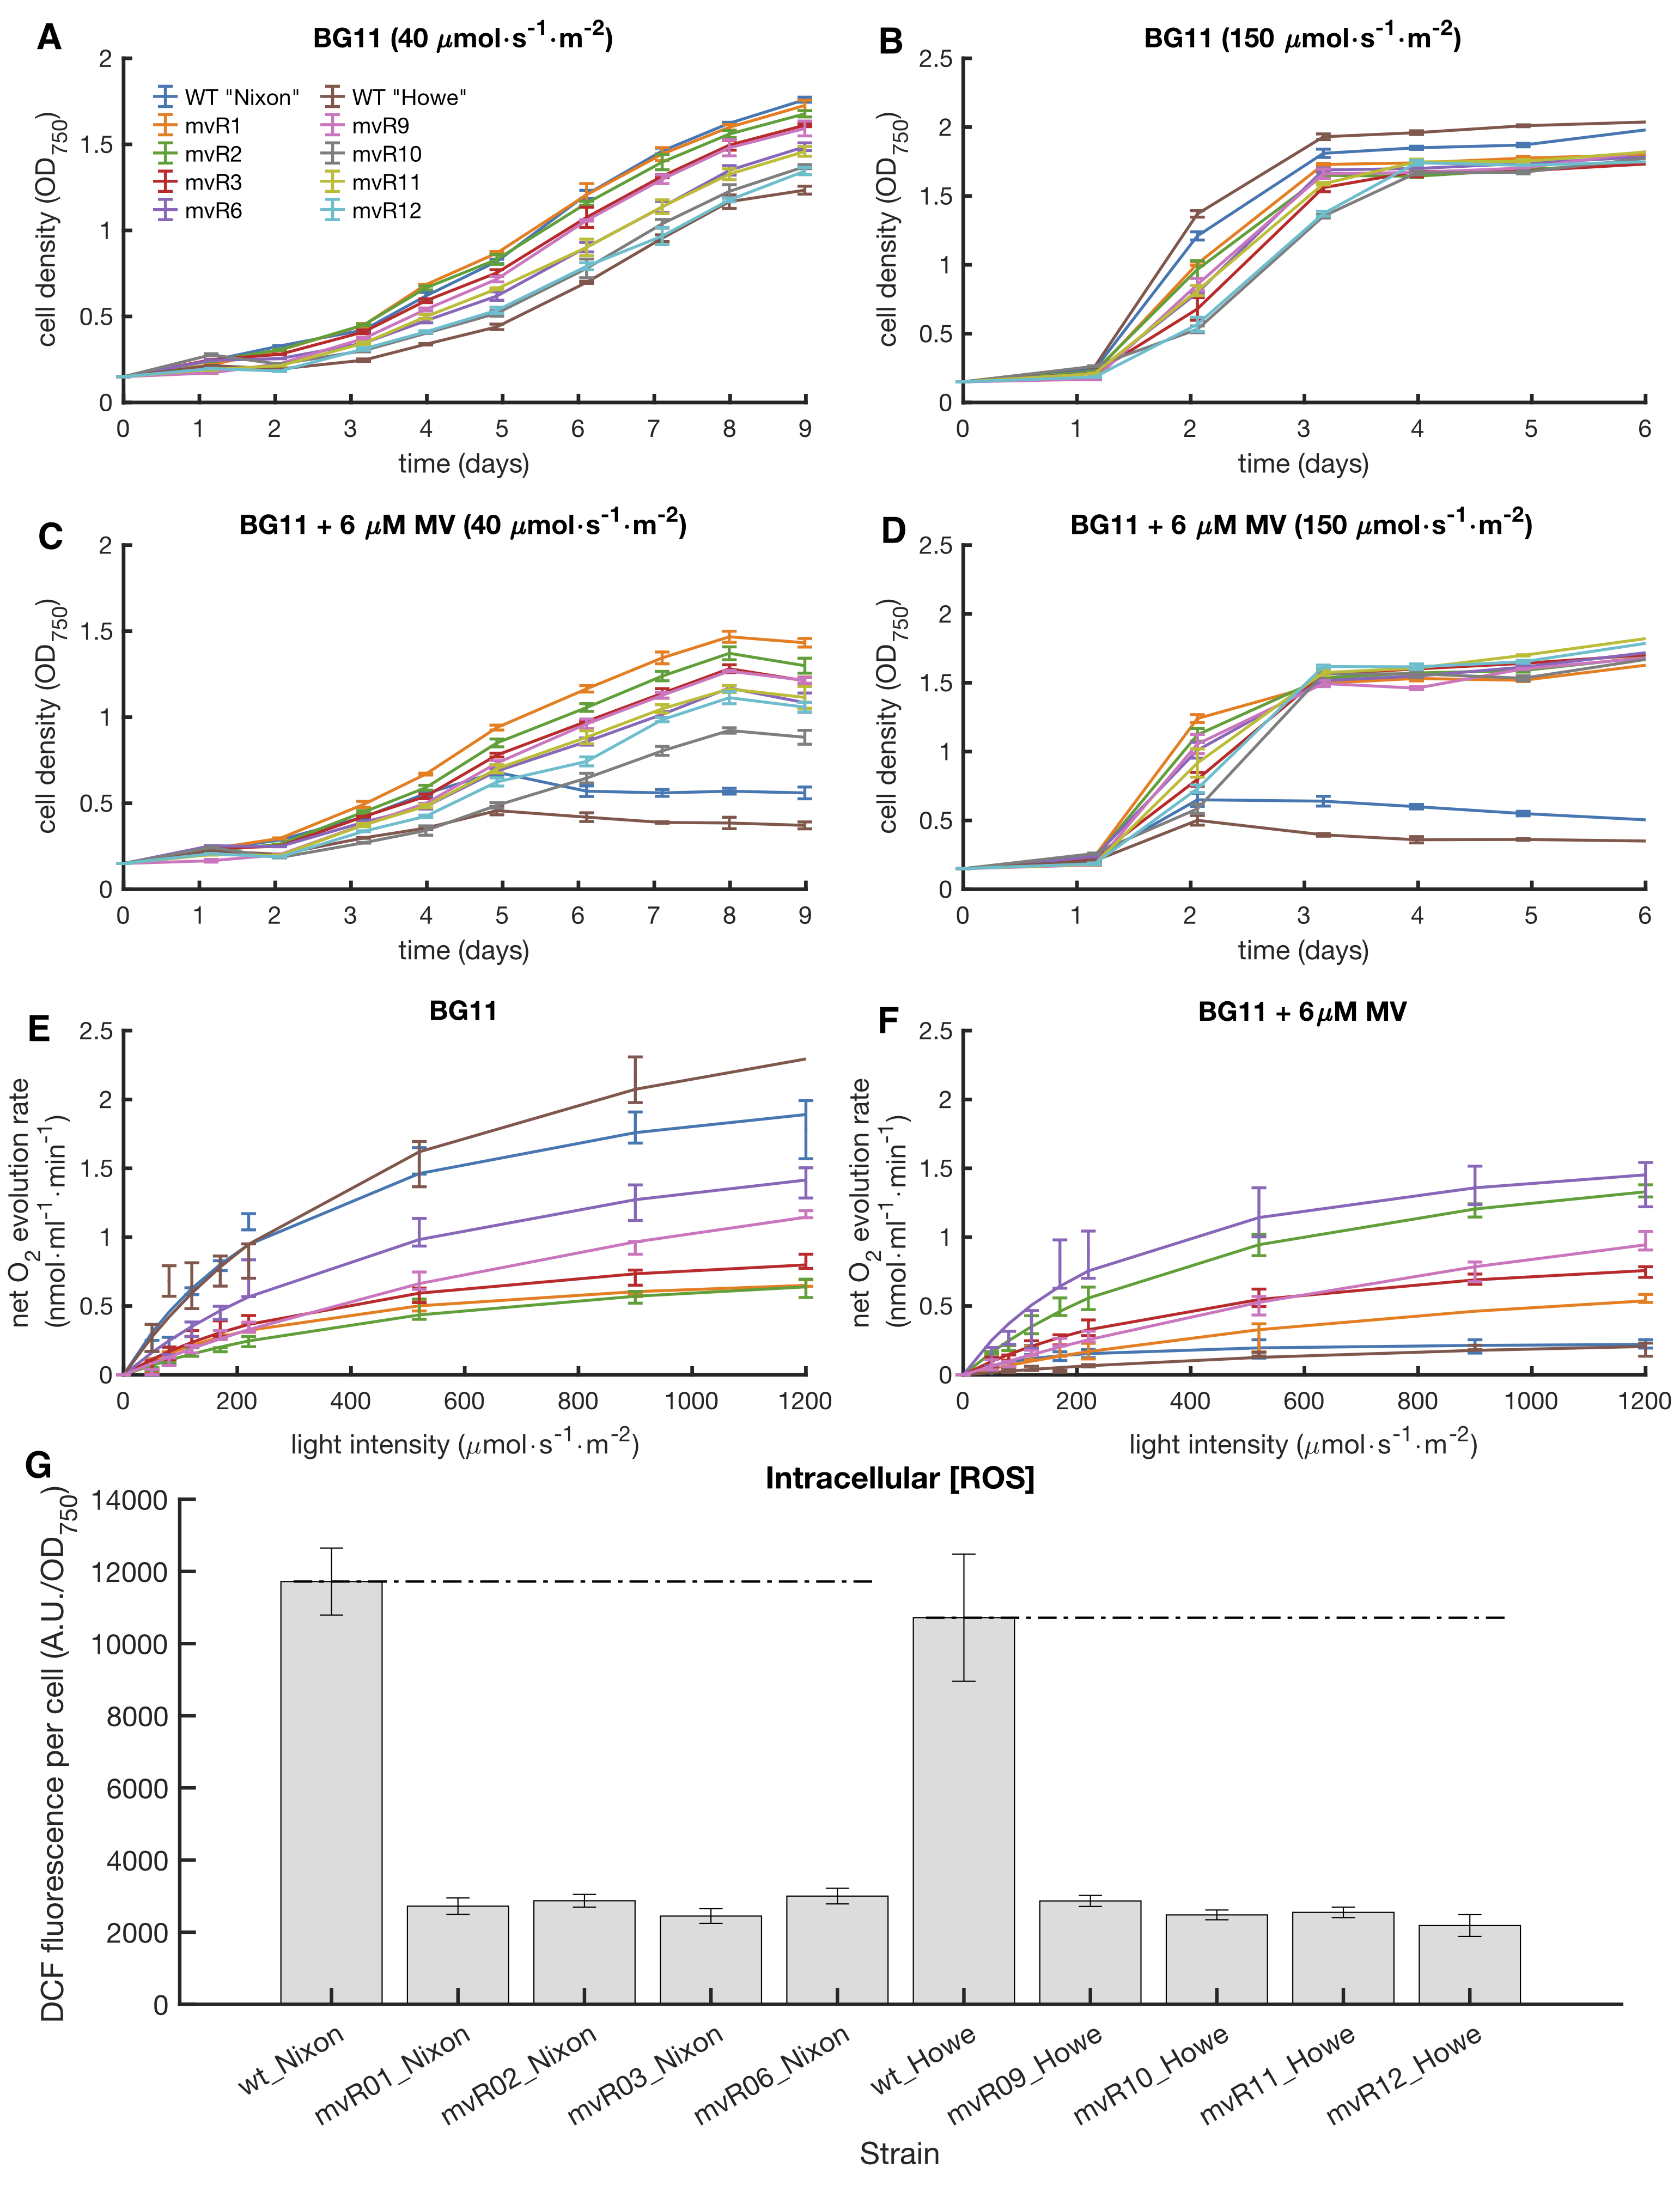 A
BG11 (40 μmol·s⁻¹·m⁻²)
cell density (OD₇₅₀)
2
1.5
1
0.5
0
WT "Nixon"
mvR1
mvR2
mvR3
mvR6
WT "Howe"
mvR9
mvR10
mvR11
mvR12
0 1 2 3 4 5 6 7 8 9
time (days)
B
BG11 (150 μmol·s⁻¹·m⁻²)
cell density (OD₇₅₀)
2.5
2
1.5
1
0.5
0
0 1 2 3 4 5 6
time (days)
C
BG11 + 6 μM MV (40 μmol·s⁻¹·m⁻²)
cell density (OD₇₅₀)
2
1.5
1
0.5
0
0 1 2 3 4 5 6 7 8 9
time (days)
D
BG11 + 6 μM MV (150 μmol·s⁻¹·m⁻²)
cell density (OD₇₅₀)
2.5
2
1.5
1
0.5
0
0 1 2 3 4 5 6
time (days)
E
BG11
net O₂ evolution rate
(nmol·ml⁻¹·min⁻¹)
2.5
2
1.5
1
0.5
0
0 200 400 600 800 1000 1200
light intensity (μmol·s⁻¹·m⁻²)
F
BG11 + 6μM MV
net O₂ evolution rate
(nmol·ml⁻¹·min⁻¹)
2.5
2
1.5
1
0.5
0
0 200 400 600 800 1000 1200
light intensity (μmol·s⁻¹·m⁻²)
G
Intracellular [ROS]
DCF fluorescence per cell (A.U./OD₇₅₀)
14000
12000
10000
8000
6000
4000
2000
0
wt_Nixon
mvR01_Nixon
mvR02_Nixon
mvR03_Nixon
mvR06_Nixon
wt_Howe
mvR09_Howe
mvR10_Howe
mvR11_Howe
mvR12_Howe
Strain